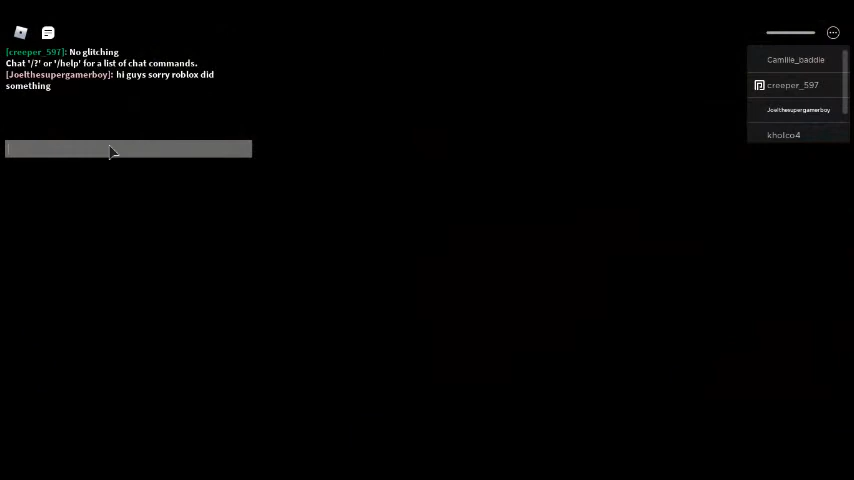 [creeper_597]: No glitching
Chat '/?' or '/help' for a list of chat commands.
[Joelthesupergamerboy]: hi guys sorry roblox did
something
Camille_baddie
creeper_597
Joelthesupergamerboy
kholco4